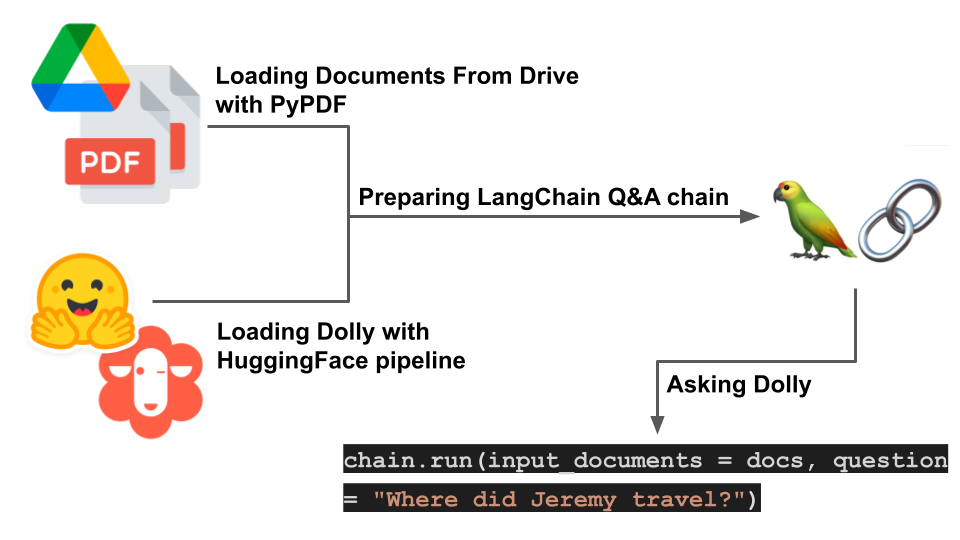 Loading Documents From Drive
with PyPDF
PDF
Preparing LangChain Q&A chain
Loading Dolly with
HuggingFace pipeline
Asking Dolly
chain.run(input_documents = docs, question
= "Where did Jeremy travel?")